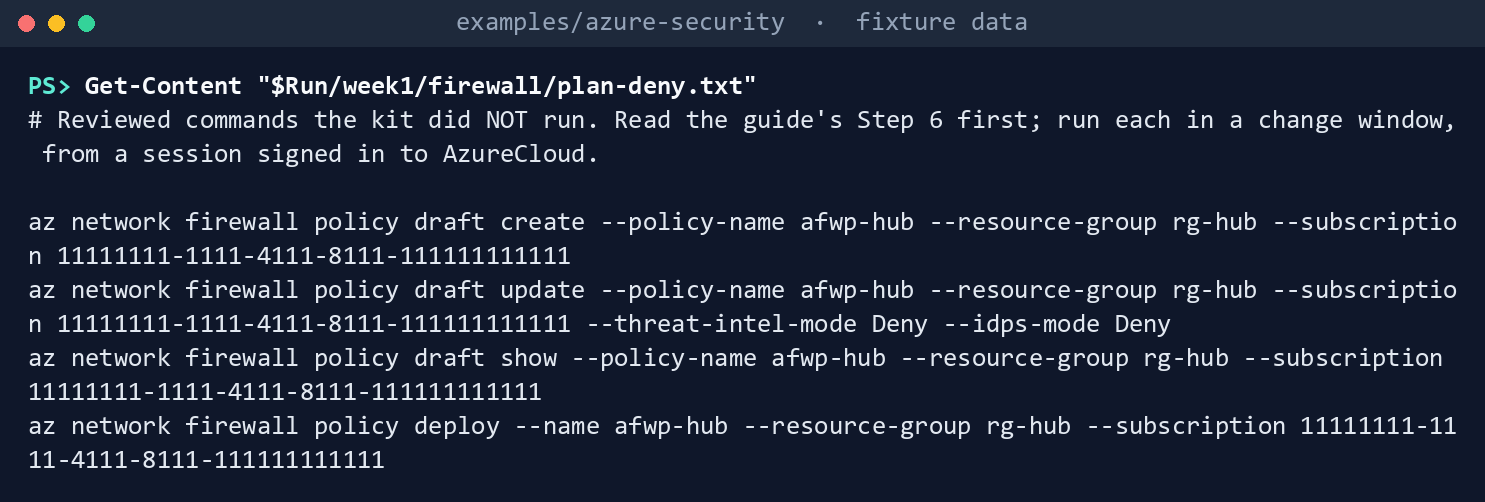 examples/azure-security · fixture data
PS> Get-Content "$Run/week1/firewall/plan-deny.txt"
# Reviewed commands the kit did NOT run. Read the guide's Step 6 first; run each in a change window,
 from a session signed in to AzureCloud.
az network firewall policy draft create --policy-name afwp-hub --resource-group rg-hub --subscriptio
n 11111111-1111-4111-8111-111111111111
az network firewall policy draft update --policy-name afwp-hub --resource-group rg-hub --subscriptio
n 11111111-1111-4111-8111-111111111111 --threat-intel-mode Deny --idps-mode Deny
az network firewall policy draft show --policy-name afwp-hub --resource-group rg-hub --subscription
11111111-1111-4111-8111-111111111111
az network firewall policy deploy --name afwp-hub --resource-group rg-hub --subscription 11111111-11
11-4111-8111-111111111111